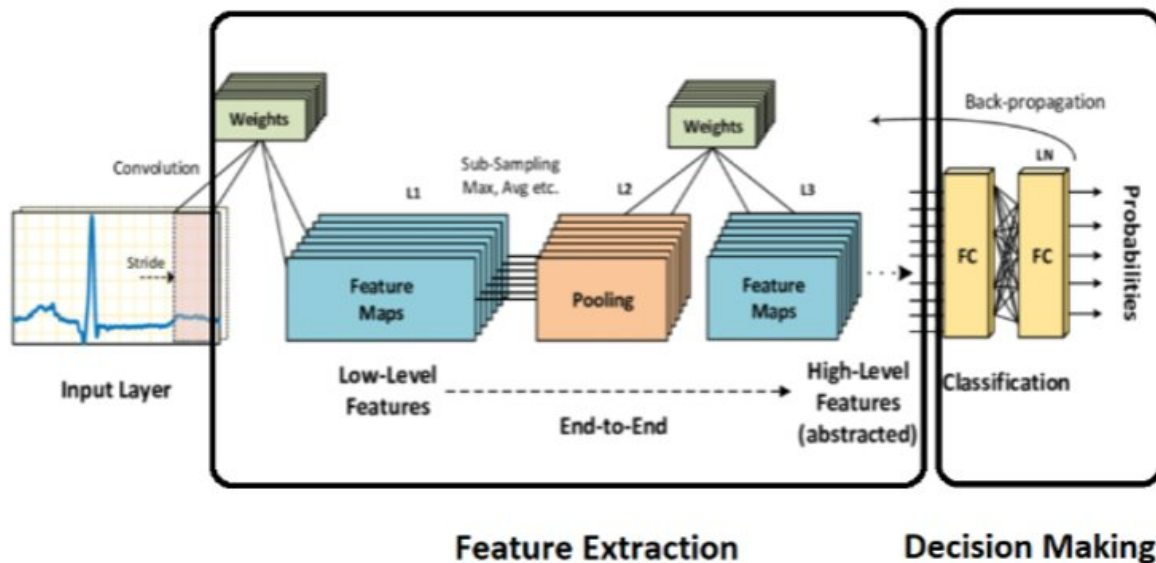 Weights
Convolution
Stride
Input Layer
L1
Feature
Maps
Low-Level
Features
Sub-Sampling
Max, Avg etc.
L2
Pooling
End-to-End
Weights
L3
Feature
Maps
High-Level
Features
(abstracted)
Back-propagation
LN
FC
FC
Classification
Probabilities
Feature Extraction
Decision Making